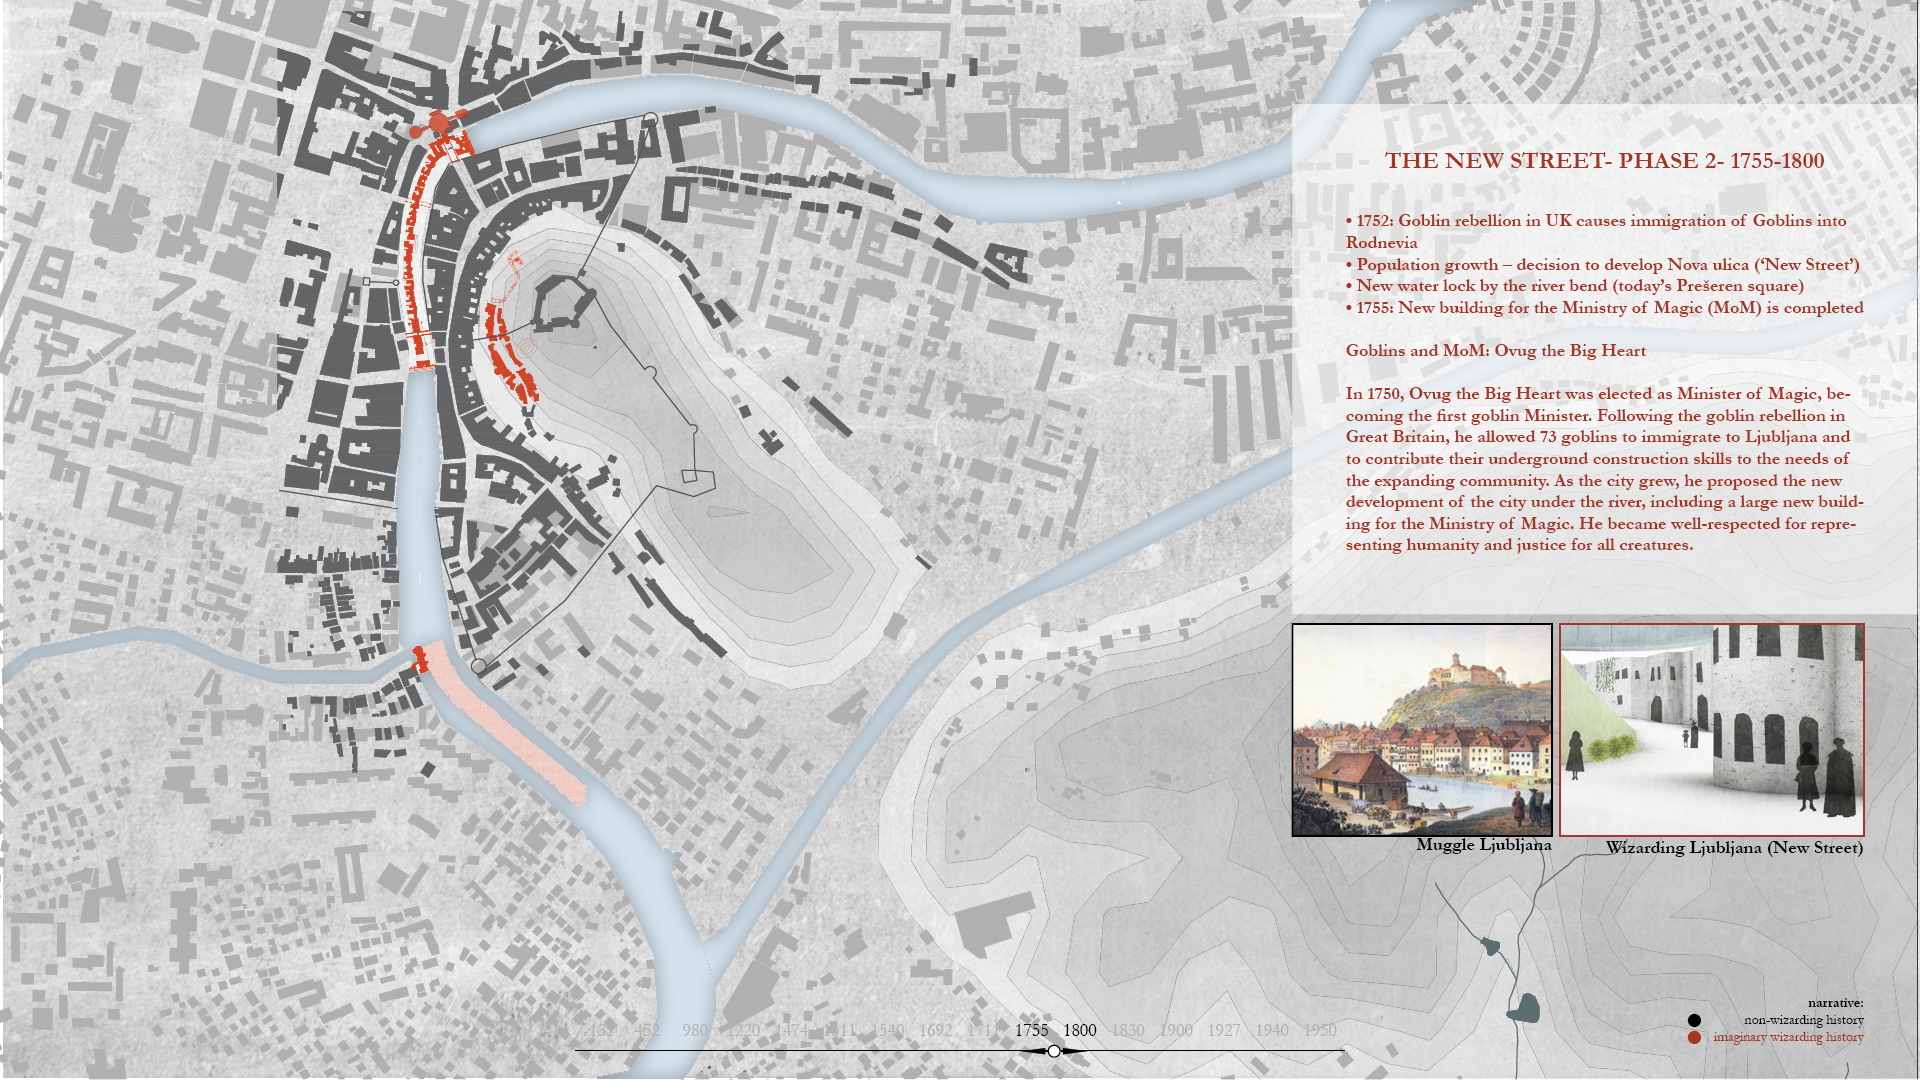 THE NEW STREET- PHASE 2- 1755-1800
• 1752: Goblin rebellion in UK causes immigration of Goblins into
Rodnevia
• Population growth – decision to develop Nova ulica (‘New Street’)
• New water lock by the river bend (today's Prešeren square)
• 1755: New building for the Ministry of Magic (MoM) is completed
Goblins and MoM: Ovug the Big Heart
In 1750, Ovug the Big Heart was elected as Minister of Magic, be-
coming the first goblin Minister. Following the goblin rebellion in
Great Britain, he allowed 73 goblins to immigrate to Ljubljana and
to contribute their underground construction skills to the needs of
the expanding community. As the city grew, he proposed the new
development of the city under the river, including a large new build-
ing for the Ministry of Magic. He became well-respected for repre-
senting humanity and justice for all creatures.
Muggle Ljubljana
Wizarding Ljubljana (New Street)
452 980 1220 1474 1511 1540 1692 1711 1755 1800 1830 1900 1927 1940 1950
narrative:
non-wizarding history
imaginary wizarding history